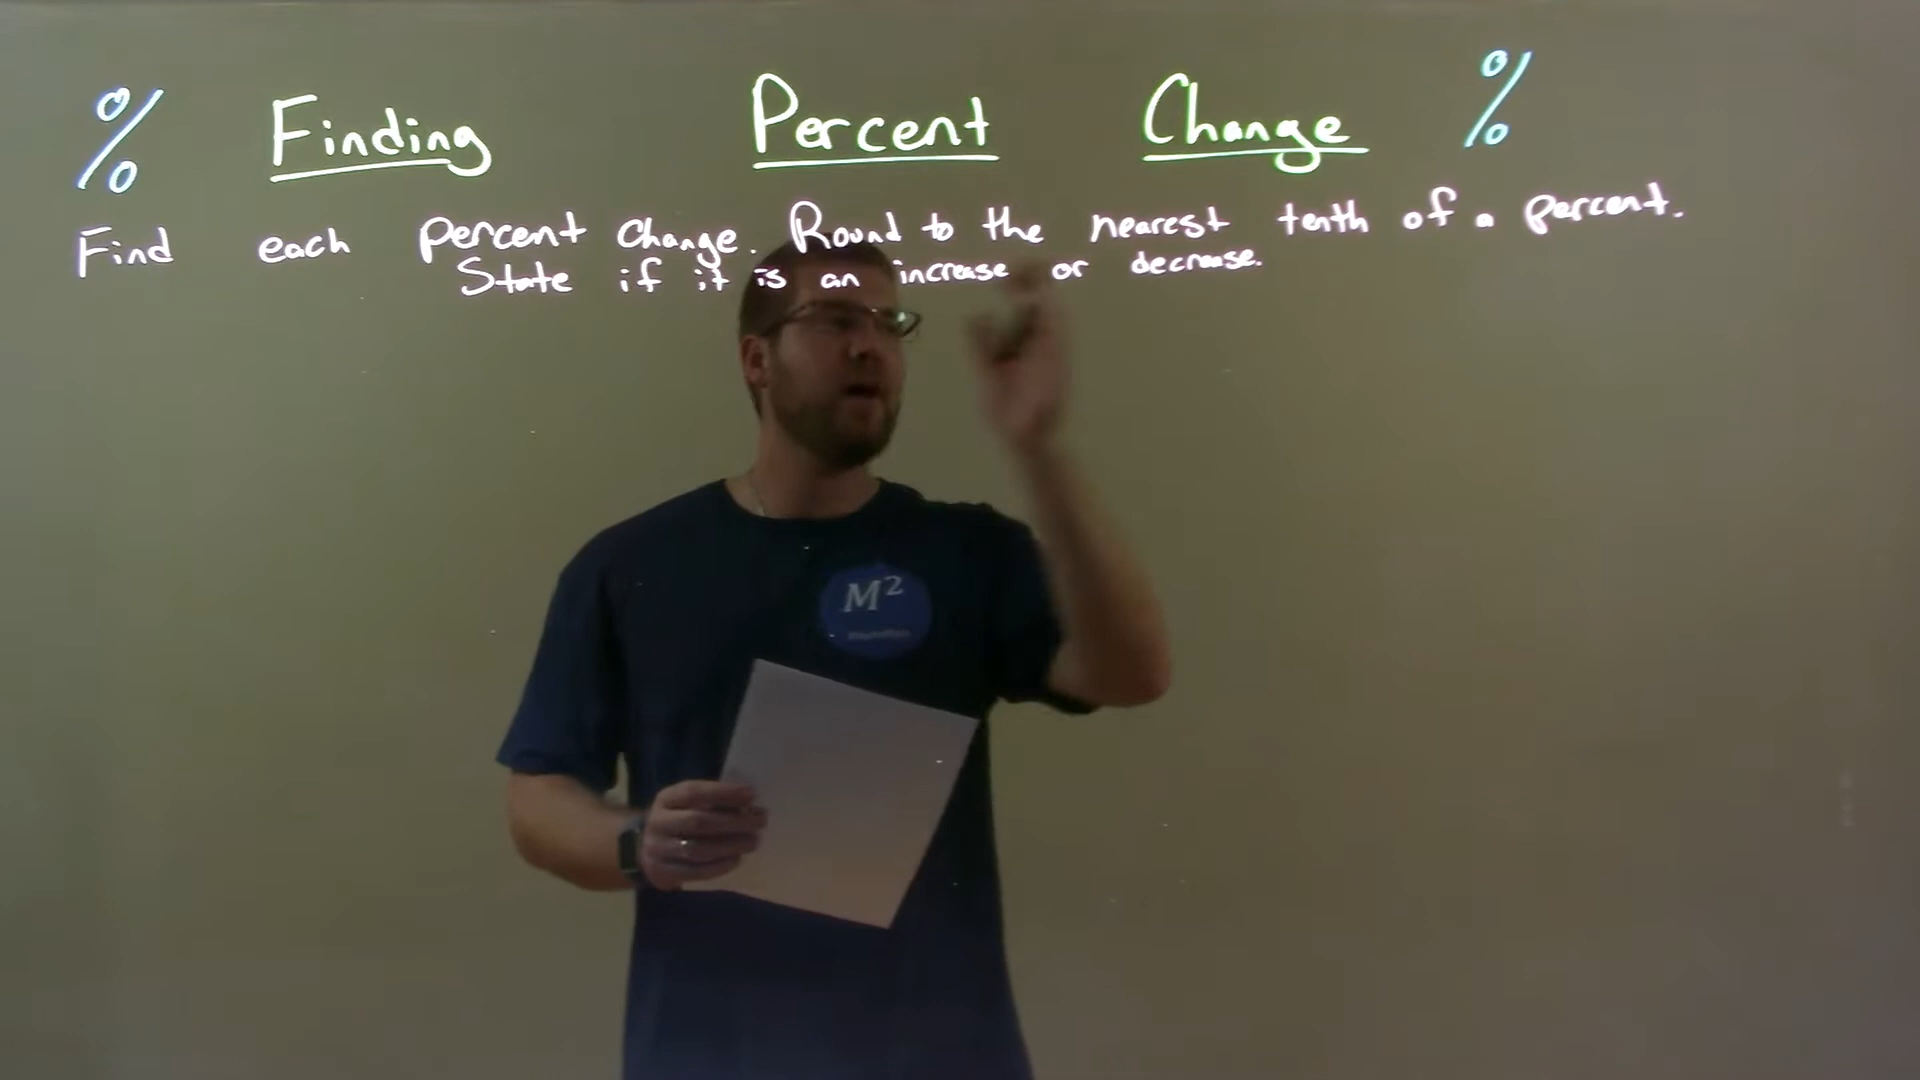 % Finding Percent Change %
Find each percent change. Round to the nearest tenth of a percent.
State if it is an increase or decrease.
M²